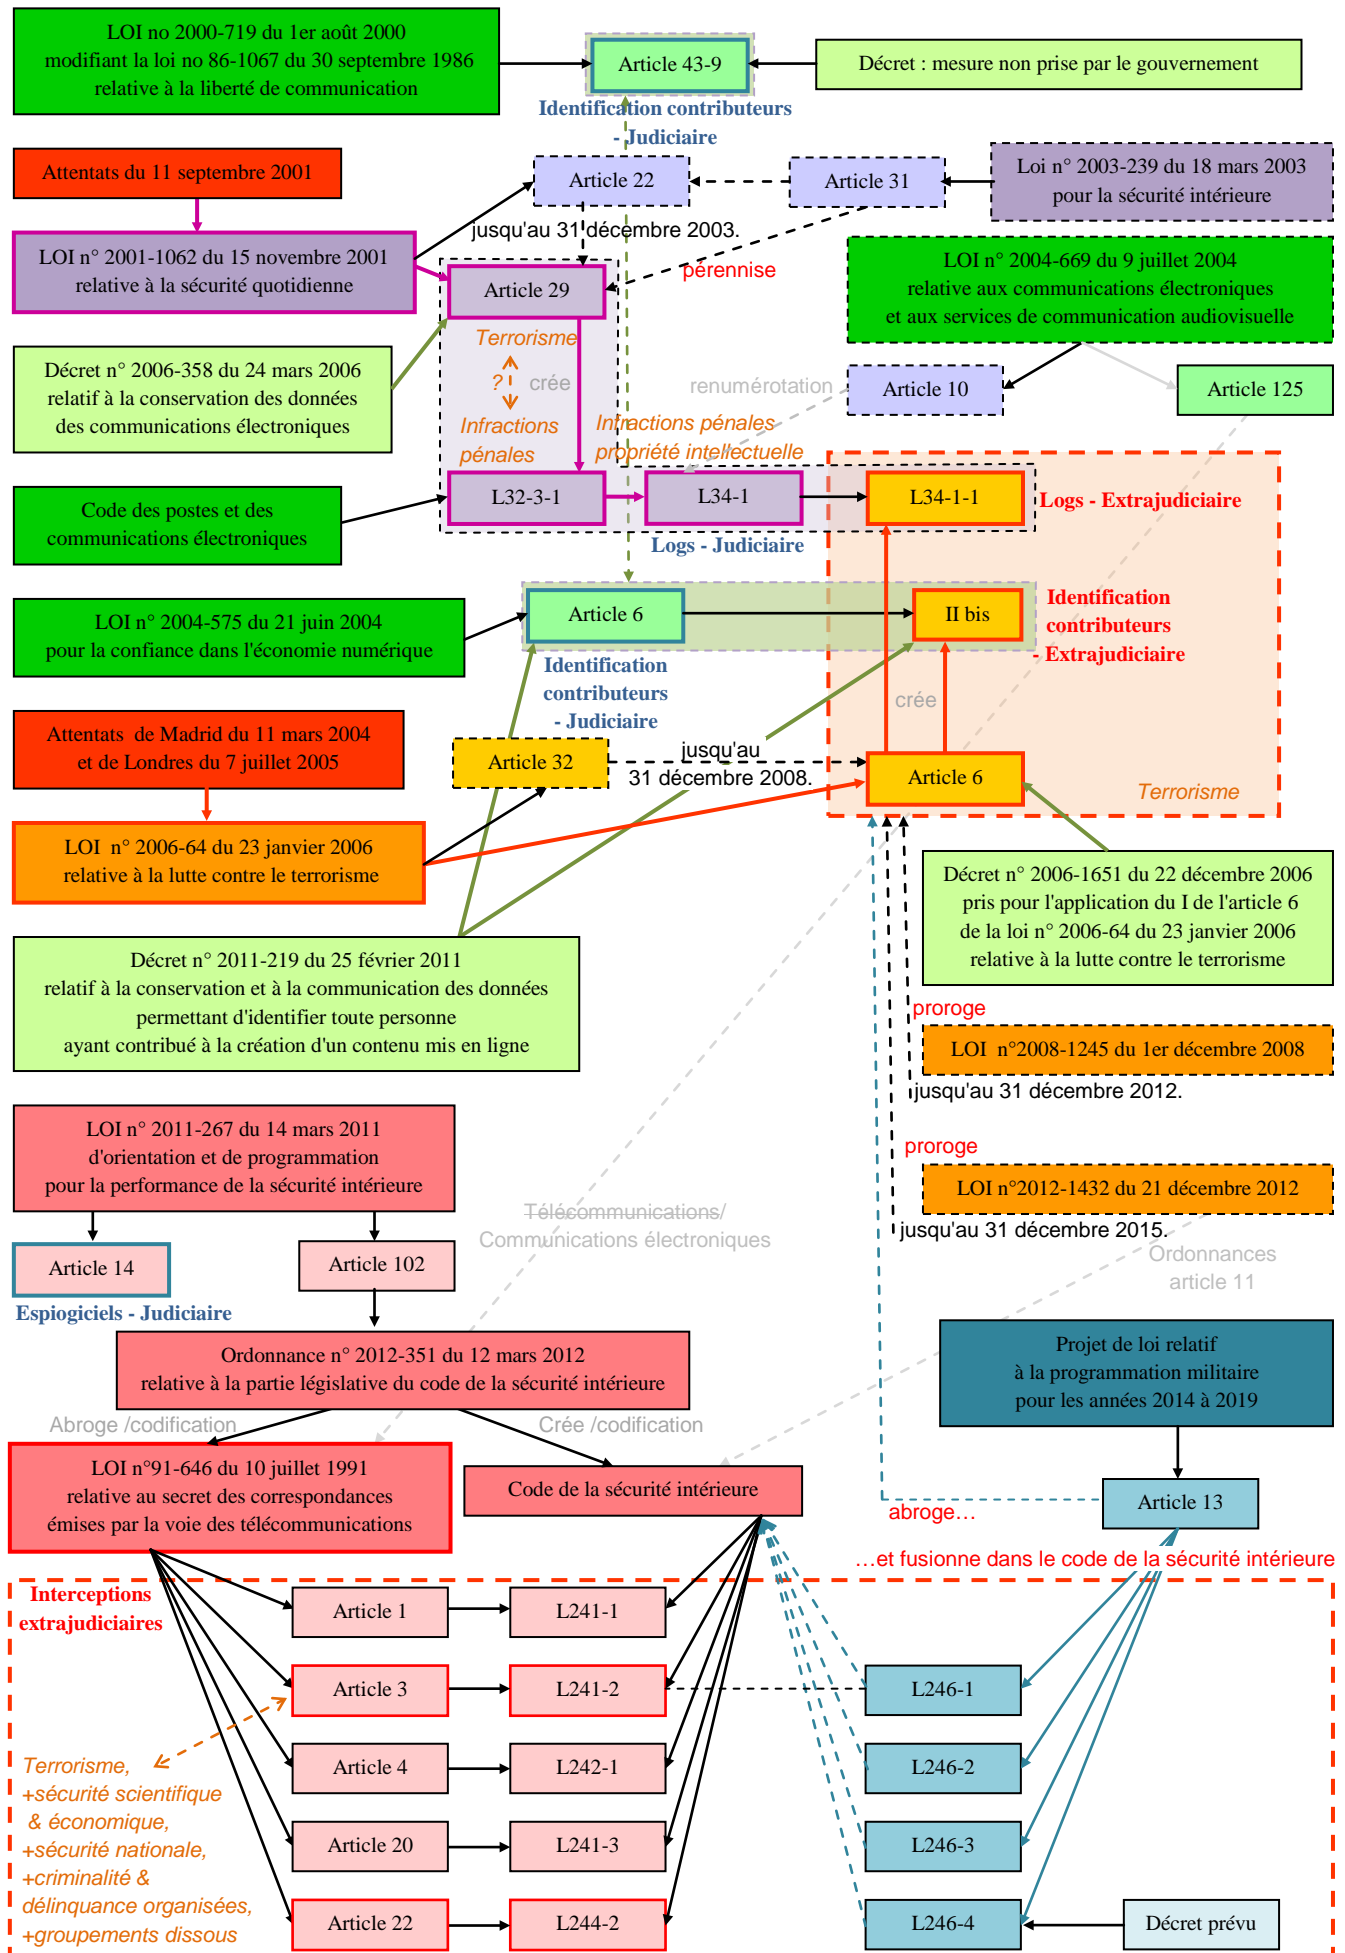 LOI no 2000-719 du 1er août 2000
modifiant la loi no 86-1067 du 30 septembre 1986
relative à la liberté de communication
Article 43-9
Décret : mesure non prise par le gouvernement
Identification contributeurs
- Judiciaire
Attentats du 11 septembre 2001
Article 22
Article 31
Loi n° 2003-239 du 18 mars 2003
pour la sécurité intérieure
jusqu'au 31 décembre 2003.
LOI n° 2001-1062 du 15 novembre 2001
relative à la sécurité quotidienne
Article 29
pérennise
LOI n° 2004-669 du 9 juillet 2004
relative aux communications électroniques
et aux services de communication audiovisuelle
Décret n° 2006-358 du 24 mars 2006
relatif à la conservation des données
des communications électroniques
Terrorisme
?
crée
Infractions
pénales
renumérotation
Article 10
Article 125
Infractions pénales
propriété intellectuelle
Code des postes et des
communications électroniques
L32-3-1
L34-1
L34-1-1
Logs - Extrajudiciaire
Logs - Judiciaire
LOI n° 2004-575 du 21 juin 2004
pour la confiance dans l'économie numérique
Article 6
II bis
Identification
contributeurs
- Extrajudiciaire
Identification
contributeurs
- Judiciaire
crée
Attentats de Madrid du 11 mars 2004
et de Londres du 7 juillet 2005
Article 32
jusqu'au
31 décembre 2008.
Article 6
Terrorisme
LOI n° 2006-64 du 23 janvier 2006
relative à la lutte contre le terrorisme
Décret n° 2006-1651 du 22 décembre 2006
pris pour l'application du I de l'article 6
de la loi n° 2006-64 du 23 janvier 2006
relative à la lutte contre le terrorisme
Décret n° 2011-219 du 25 février 2011
relatif à la conservation et à la communication des données
permettant d'identifier toute personne
ayant contribué à la création d'un contenu mis en ligne
proroge
LOI n°2008-1245 du 1er décembre 2008
jusqu'au 31 décembre 2012.
LOI n° 2011-267 du 14 mars 2011
d'orientation et de programmation
pour la performance de la sécurité intérieure
proroge
LOI n°2012-1432 du 21 décembre 2012
jusqu'au 31 décembre 2015.
Télécommunications/
Communications électroniques
Article 14
Article 102
Espiogiciels - Judiciaire
Ordonnances
article 11
Ordonnance n° 2012-351 du 12 mars 2012
relative à la partie législative du code de la sécurité intérieure
Projet de loi relatif
à la programmation militaire
pour les années 2014 à 2019
Abroge /codification
Crée /codification
LOI n°91-646 du 10 juillet 1991
relative au secret des correspondances
émises par la voie des télécommunications
Code de la sécurité intérieure
Article 13
abroge…
…et fusionne dans le code de la sécurité intérieure
Interceptions
extrajudiciaires
Article 1
L241-1
Article 3
L241-2
L246-1
Article 4
L242-1
L246-2
Article 20
L241-3
L246-3
Article 22
L244-2
L246-4
Décret prévu
Terrorisme,
+sécurité scientifique
& économique,
+sécurité nationale,
+criminalité &
délinquance organisées,
+groupements dissous